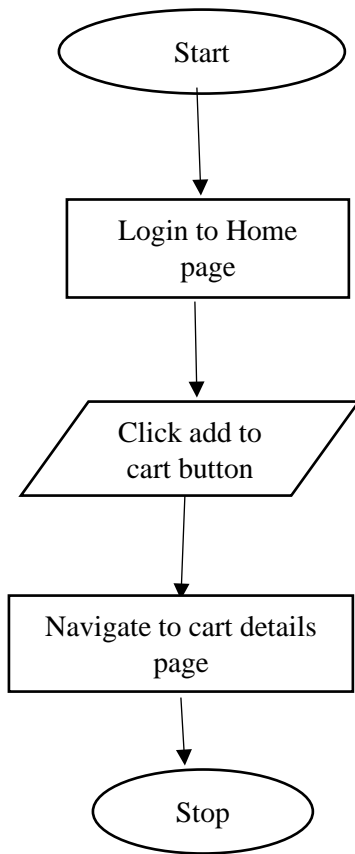 Start
Login to Home
page
Click add to
cart button
Navigate to cart details
page
Stop